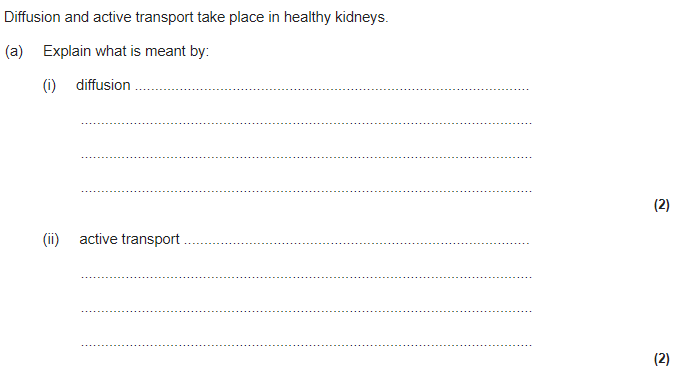 Diffusion and active transport take place in healthy kidneys.
(a) Explain what is meant by:
(i) diffusion ................................................................................................
................................................................................................................
................................................................................................................
................................................................................................................
(2)
(ii) active transport .....................................................................................
................................................................................................................
................................................................................................................
................................................................................................................
(2)